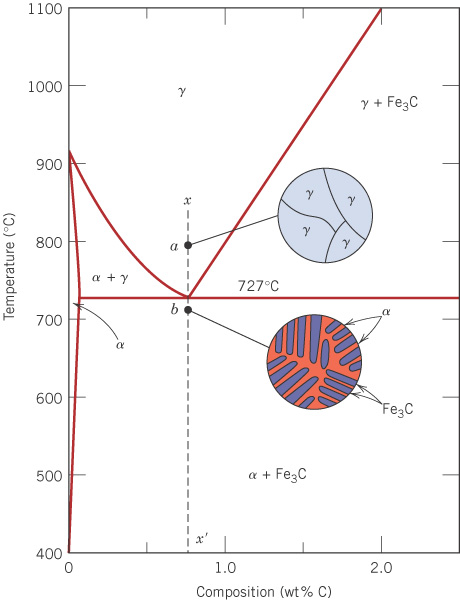 1100
1000
γ
γ + Fe₃C
900
x
γ
γ
γ
γ
800
a
α + γ
727°C
Temperature (°C)
b
700
α
α
600
Fe₃C
500
α + Fe₃C
x′
400
0
1.0
2.0
Composition (wt% C)